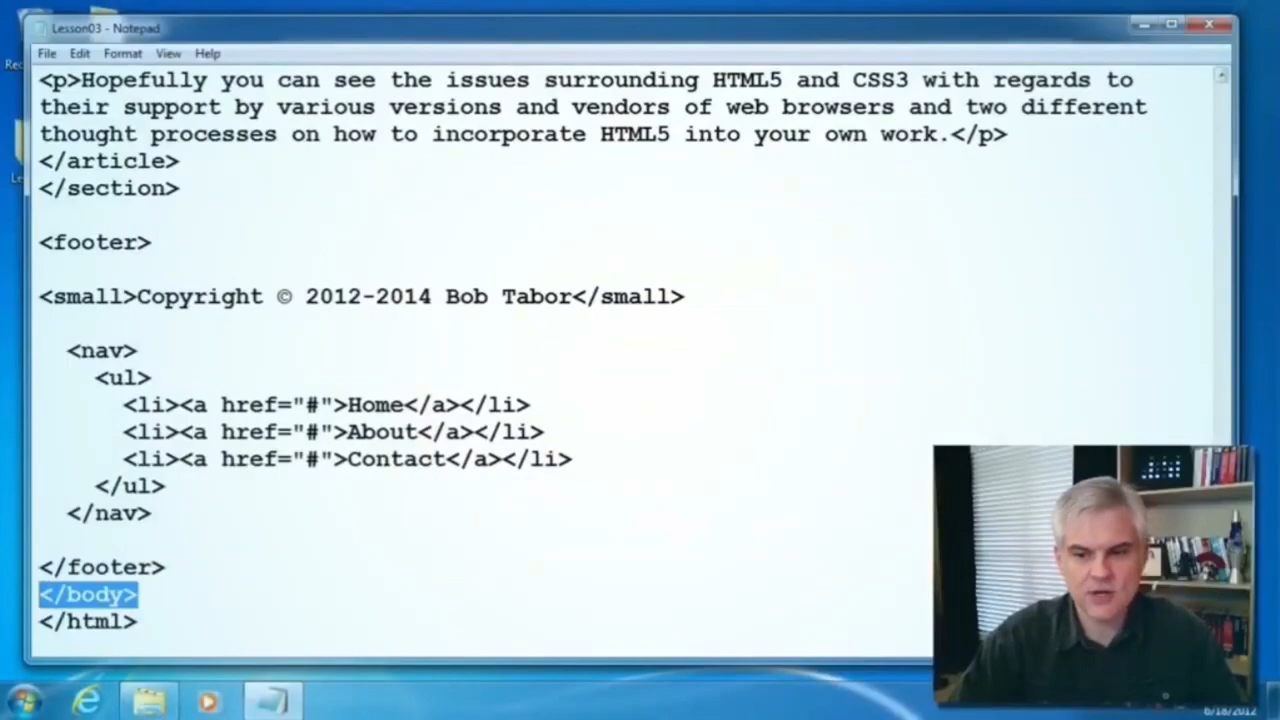 Lesson03 - Notepad
File Edit Format View Help
<p>Hopefully you can see the issues surrounding HTML5 and CSS3 with regards to
their support by various versions and vendors of web browsers and two different
thought processes on how to incorporate HTML5 into your own work.</p>
</article>
</section>
<footer>
<small>Copyright © 2012-2014 Bob Tabor</small>
<nav>
<ul>
<li><a href="#">Home</a></li>
<li><a href="#">About</a></li>
<li><a href="#">Contact</a></li>
</ul>
</nav>
</footer>
</body>
</html>
6/18/2012